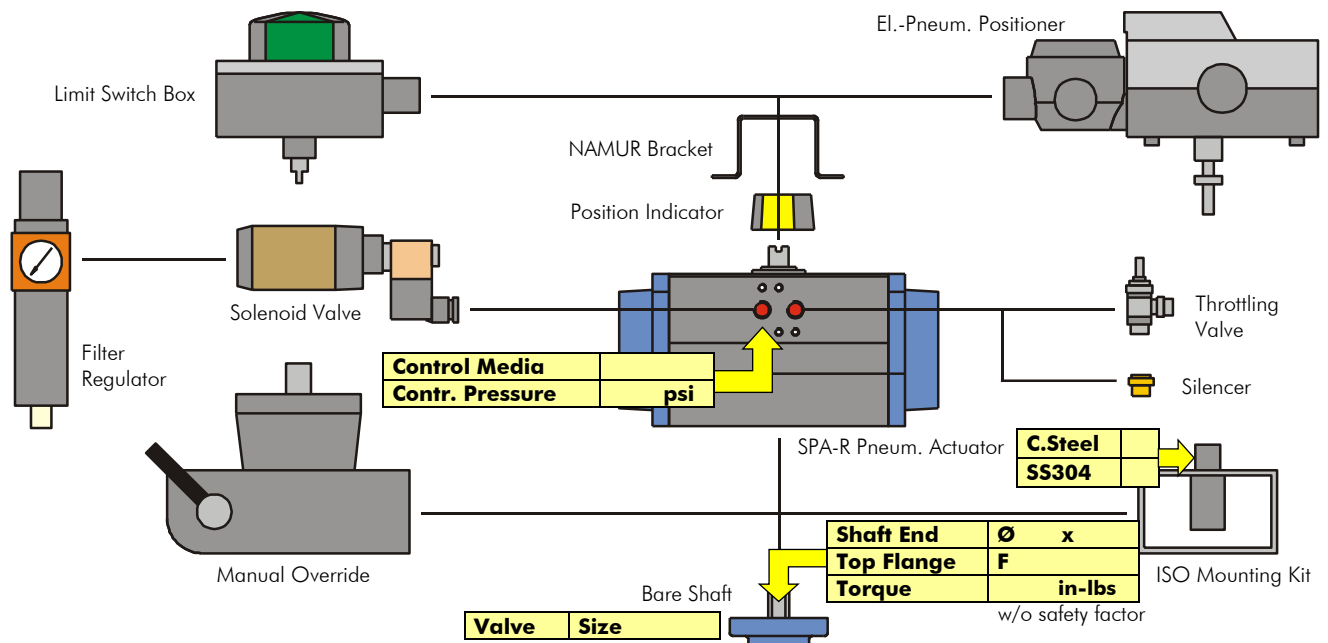 El.-Pneum. Positioner
Limit Switch Box
NAMUR Bracket
Position Indicator
Solenoid Valve
Throttling
Valve
Filter
Regulator
Control Media
Contr. Pressure psi
Silencer
SPA-R Pneum. Actuator
C.Steel
SS304
Manual Override
Shaft End Ø x
Top Flange F
Torque in-lbs
w/o safety factor
ISO Mounting Kit
Bare Shaft
Valve Size